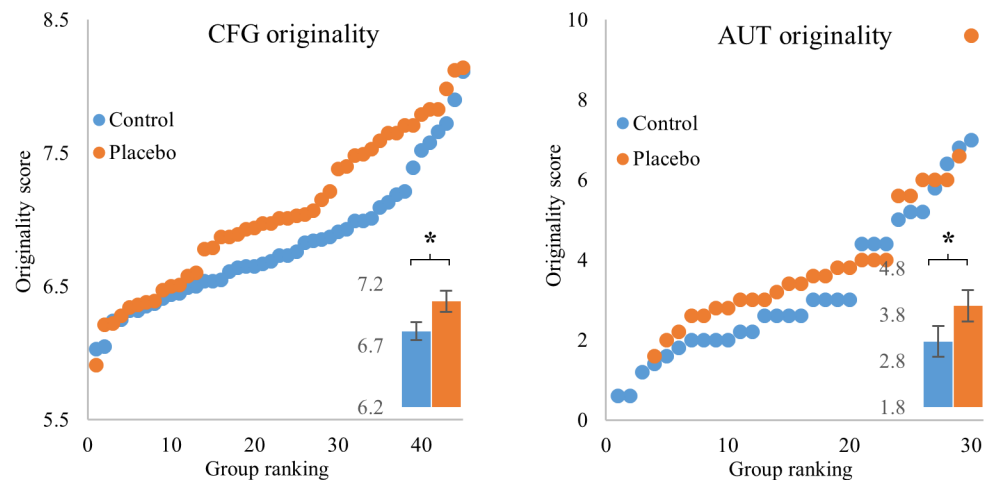 CFG originality
8.5
7.5
6.5
5.5
Originality score
Control
Placebo
*
7.2
6.7
6.2
0
10
20
30
40
Group ranking
AUT originality
10
8
6
4
2
0
Originality score
Control
Placebo
*
4.8
3.8
2.8
1.8
0
10
20
30
Group ranking